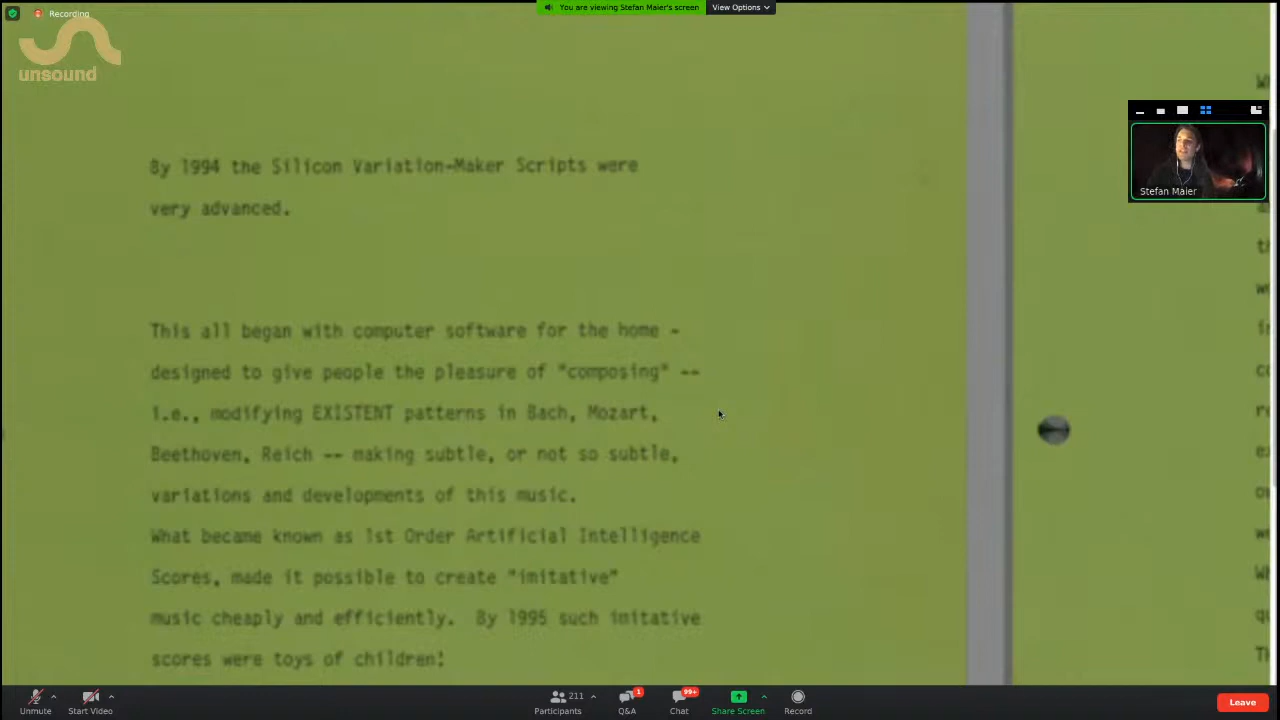 Recording
You are viewing Stefan Maier's screen
View Options
unsound
By 1994 the Silicon Variation-Maker Scripts were
very advanced.
This all began with computer software for the home -
designed to give people the pleasure of "composing" --
i.e., modifying EXISTENT patterns in Bach, Mozart,
Beethoven, Reich -- making subtle, or not so subtle,
variations and developments of this music.
What became known as 1st Order Artificial Intelligence
Scores, made it possible to create "imitative"
music cheaply and efficiently. By 1995 such imitative
scores were toys of children!
Stefan Maier
Unmute
Start Video
211
Participants
1
Q&A
99+
Chat
Share Screen
Record
Leave